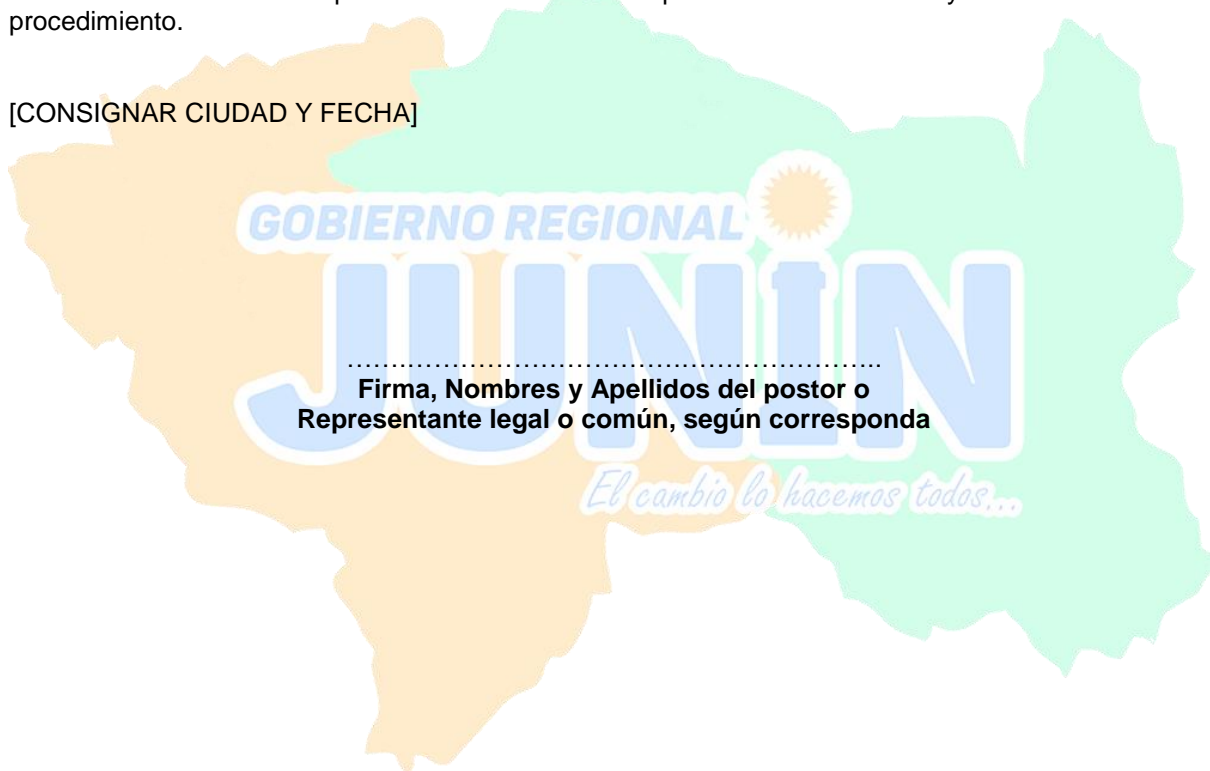 procedimiento.
[CONSIGNAR CIUDAD Y FECHA]
GOBIERNO REGIONAL
JUNIN
…………………………………………………..
Firma, Nombres y Apellidos del postor o
Representante legal o común, según corresponda
El cambio lo hacemos todos...